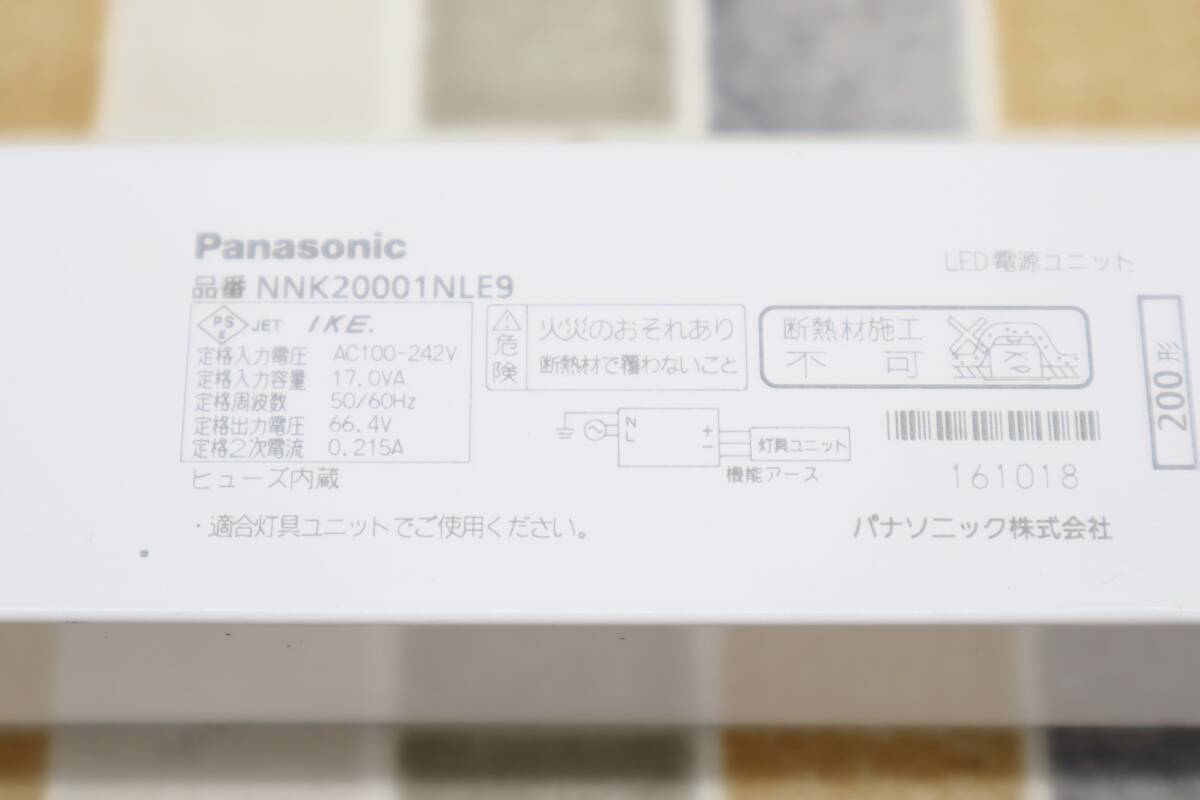 Panasonic
品番 NNK20001NLE9
LED電源ユニット
PS
E
JET IKE.
定格入力電圧 AC100-242V
定格入力容量 17.0VA
定格周波数 50/60Hz
定格出力電圧 66.4V
定格2次電流 0.215A
ヒューズ内蔵
・適合灯具ユニットでご使用ください。
危険
火災のおそれあり
断熱材で覆わないこと
断熱材施工
不可
N
L
+
−
灯具ユニット
機能アース
161018
パナソニック株式会社
200形